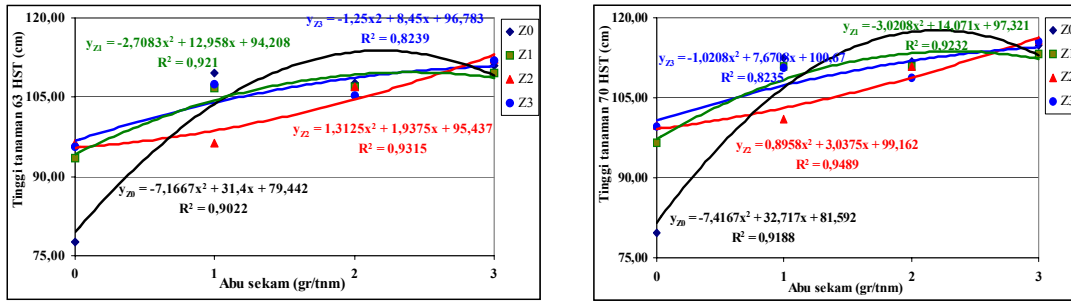 120,00
105,00
90,00
75,00
Tinggi tanaman 63 HST (cm)
yZ3 = -1,25x2 + 8,45x + 96,783
R² = 0,8239
yZ1 = -2,7083x² + 12,958x + 94,208
R² = 0,921
yZ2 = 1,3125x² + 1,9375x + 95,437
R² = 0,9315
yZ0 = -7,1667x² + 31,4x + 79,442
R² = 0,9022
0 1 2 3
Abu sekam (gr/tnm)
Z0
Z1
Z2
Z3
120,00
105,00
90,00
75,00
Tinggi tanaman 70 HST (cm)
yZ1 = -3,0208x² + 14,071x + 97,321
R² = 0,9232
yZ3 = -1,0208x² + 7,6708x + 100,67
R² = 0,8235
yZ2 = 0,8958x² + 3,0375x + 99,162
R² = 0,9489
yZ0 = -7,4167x² + 32,717x + 81,592
R² = 0,9188
0 1 2 3
Abu sekam (gr/tnm)
Z0
Z1
Z2
Z3